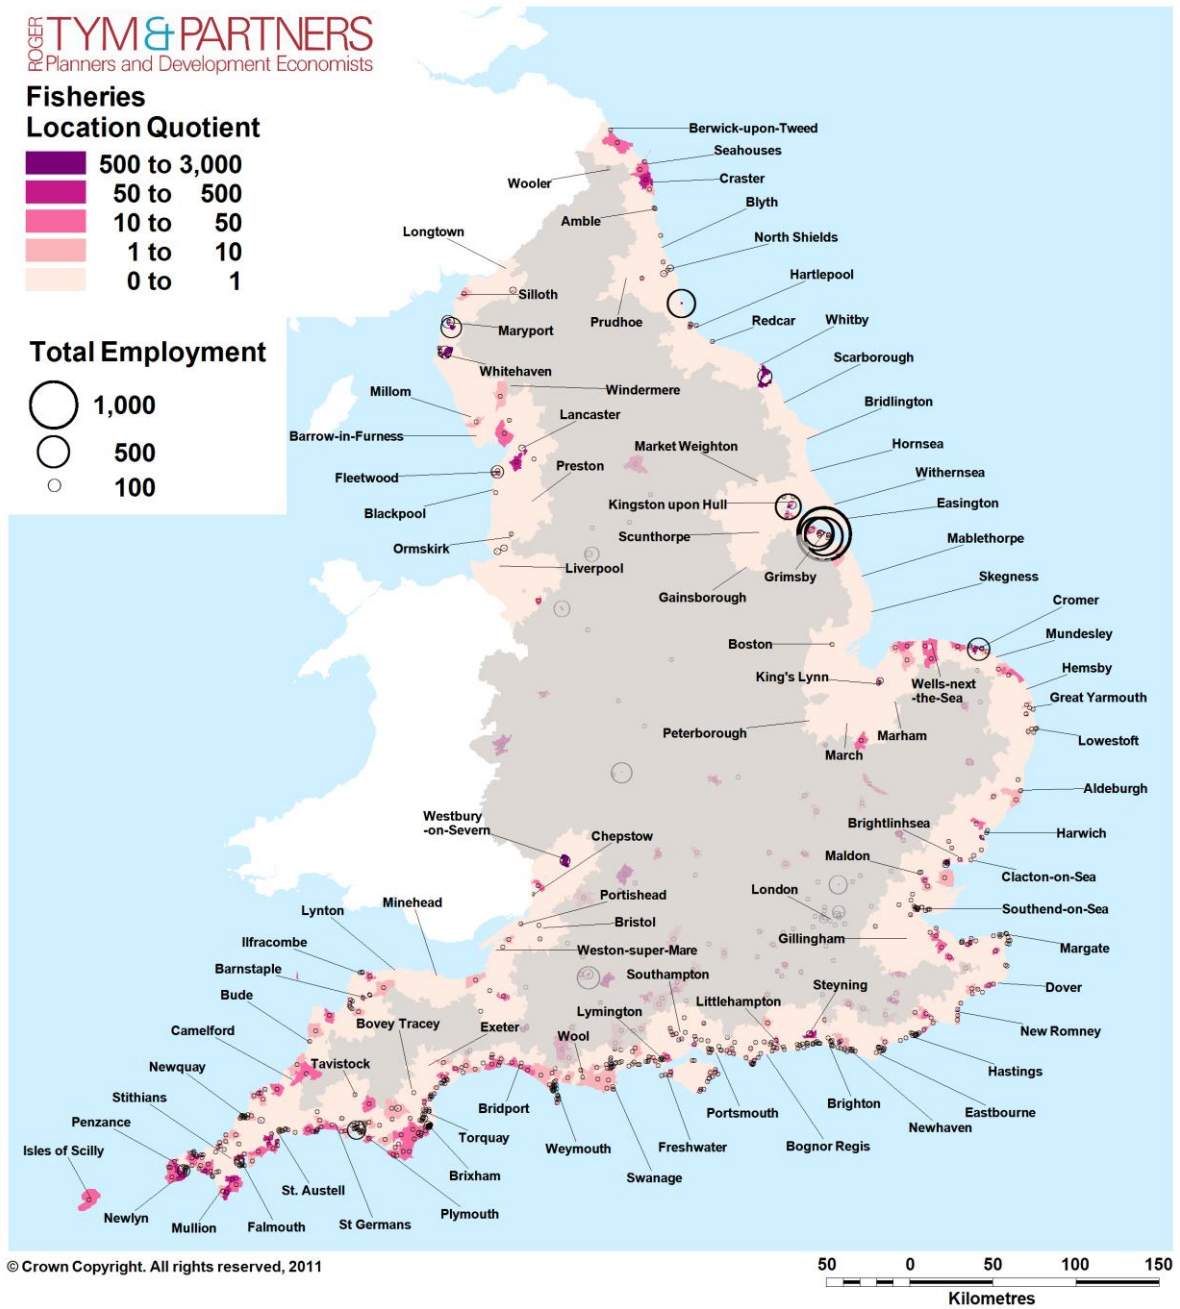 ROGER
TYM & PARTNERS
Planners and Development Economists
Fisheries
Location Quotient
500 to 3,000
50 to 500
10 to 50
1 to 10
0 to 1
Total Employment
1,000
500
100
Berwick-upon-Tweed
Seahouses
Wooler
Craster
Blyth
Amble
Longtown
North Shields
Hartlepool
Silloth
Prudhoe
Redcar
Whitby
Maryport
Scarborough
Whitehaven
Windermere
Millom
Bridlington
Lancaster
Barrow-in-Furness
Market Weighton
Hornsea
Preston
Withernsea
Fleetwood
Kingston upon Hull
Easington
Blackpool
Scunthorpe
Mablethorpe
Ormskirk
Liverpool
Grimsby
Skegness
Gainsborough
Cromer
Mundesley
Boston
Hemsby
King's Lynn
Wells-next
-the-Sea
Great Yarmouth
Peterborough
Marham
Lowestoft
March
Aldeburgh
Westbury
-on-Severn
Chepstow
Brightlinhsea
Harwich
Maldon
Clacton-on-Sea
London
Portishead
Minehead
Lynton
Southend-on-Sea
Bristol
Ilfracombe
Gillingham
Margate
Weston-super-Mare
Barnstaple
Southampton
Steyning
Dover
Bude
Littlehampton
Lymington
Bovey Tracey
Exeter
Camelford
Wool
New Romney
Tavistock
Newquay
Hastings
Stithians
Brighton
Bridport
Portsmouth
Eastbourne
Penzance
Newhaven
Torquay
Weymouth
Freshwater
Bognor Regis
Isles of Scilly
Brixham
Swanage
St. Austell
Newlyn
Plymouth
Mullion
Falmouth
St Germans
© Crown Copyright. All rights reserved, 2011
50 0 50 100 150
Kilometres